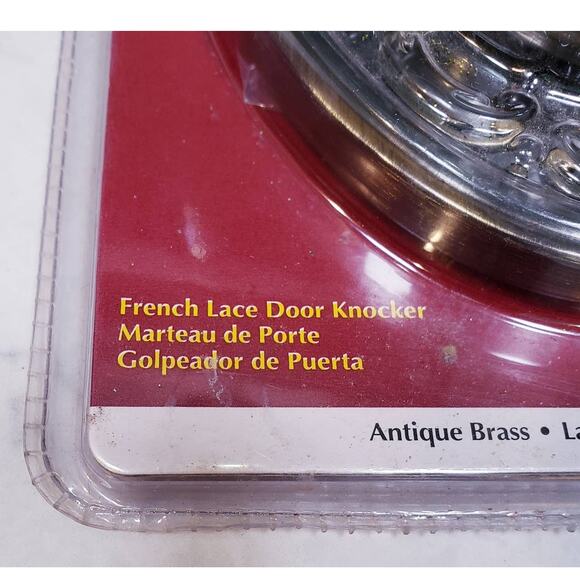 French Lace Door Knocker
Marteau de Porte
Golpeador de Puerta
Antique Brass •